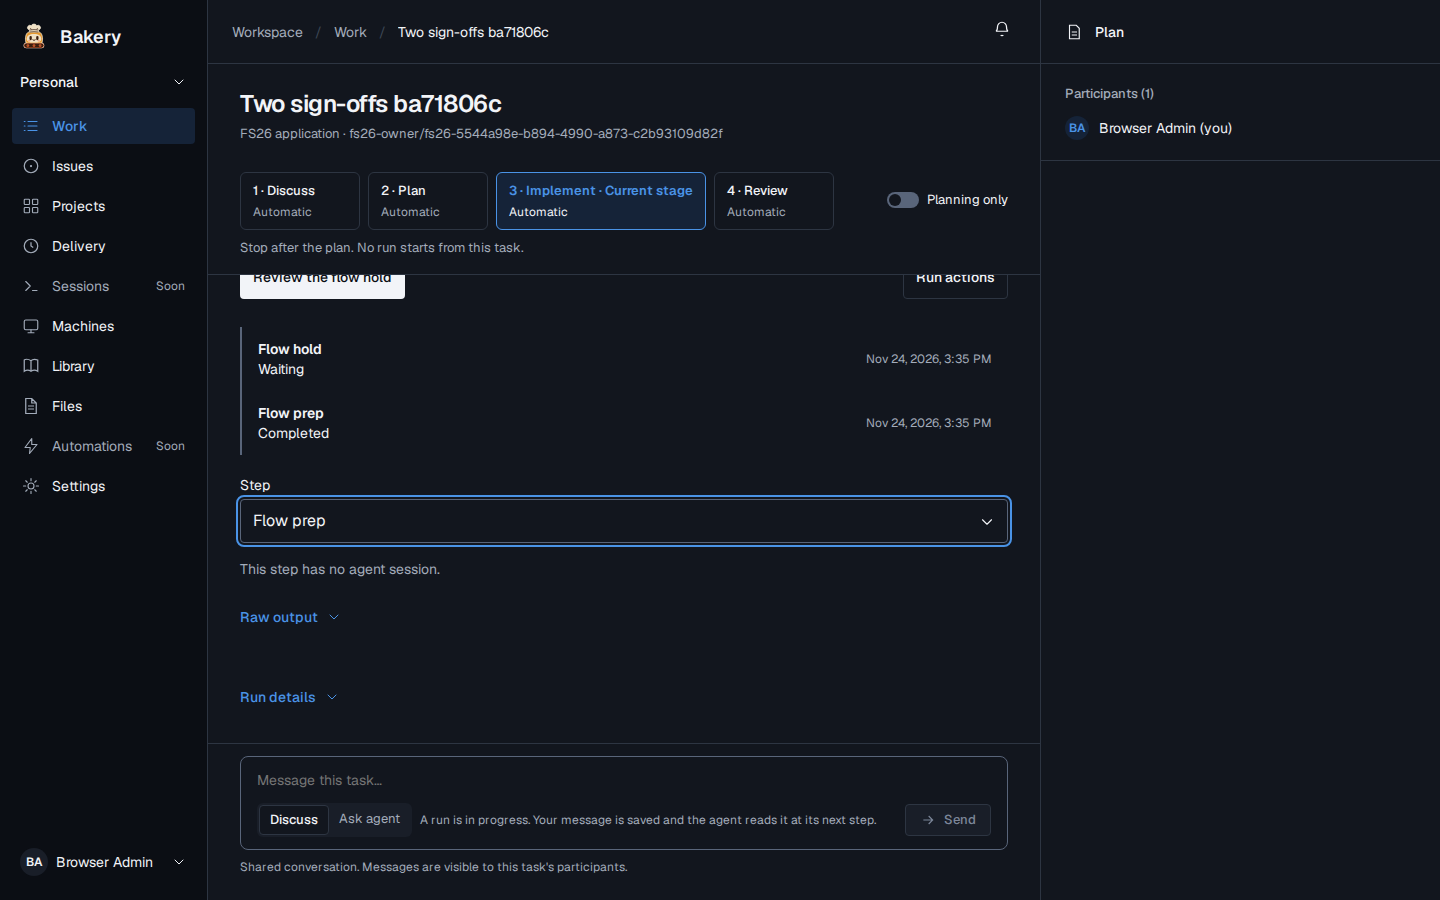 Bakery
Personal
Work
Issues
Projects
Delivery
Sessions Soon
Machines
Library
Files
Automations Soon
Settings
BA Browser Admin
Workspace / Work / Two sign-offs ba71806c
Two sign-offs ba71806c
FS26 application · fs26-owner/fs26-5544a98e-b894-4990-a873-c2b93109d82f
1 · Discuss
Automatic
2 · Plan
Automatic
3 · Implement · Current stage
Automatic
4 · Review
Automatic
Planning only
Stop after the plan. No run starts from this task.
Review the flow hold
Run actions
Flow hold
Waiting
Nov 24, 2026, 3:35 PM
Flow prep
Completed
Nov 24, 2026, 3:35 PM
Step
Flow prep
This step has no agent session.
Raw output
Run details
Message this task...
Discuss Ask agent A run is in progress. Your message is saved and the agent reads it at its next step. Send
Shared conversation. Messages are visible to this task's participants.
Plan
Participants (1)
BA Browser Admin (you)